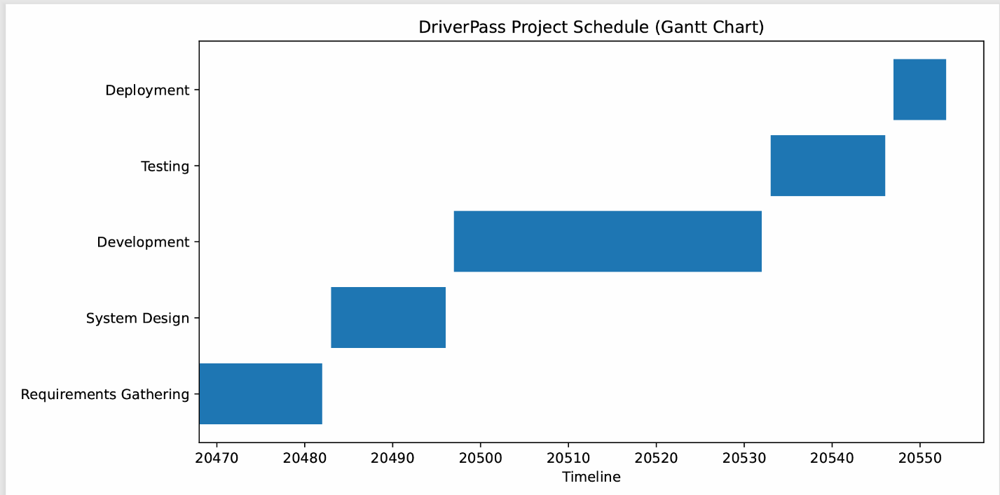 DriverPass Project Schedule (Gantt Chart)
Deployment
Testing
Development
System Design
Requirements Gathering
20470 20480 20490 20500 20510 20520 20530 20540 20550
Timeline